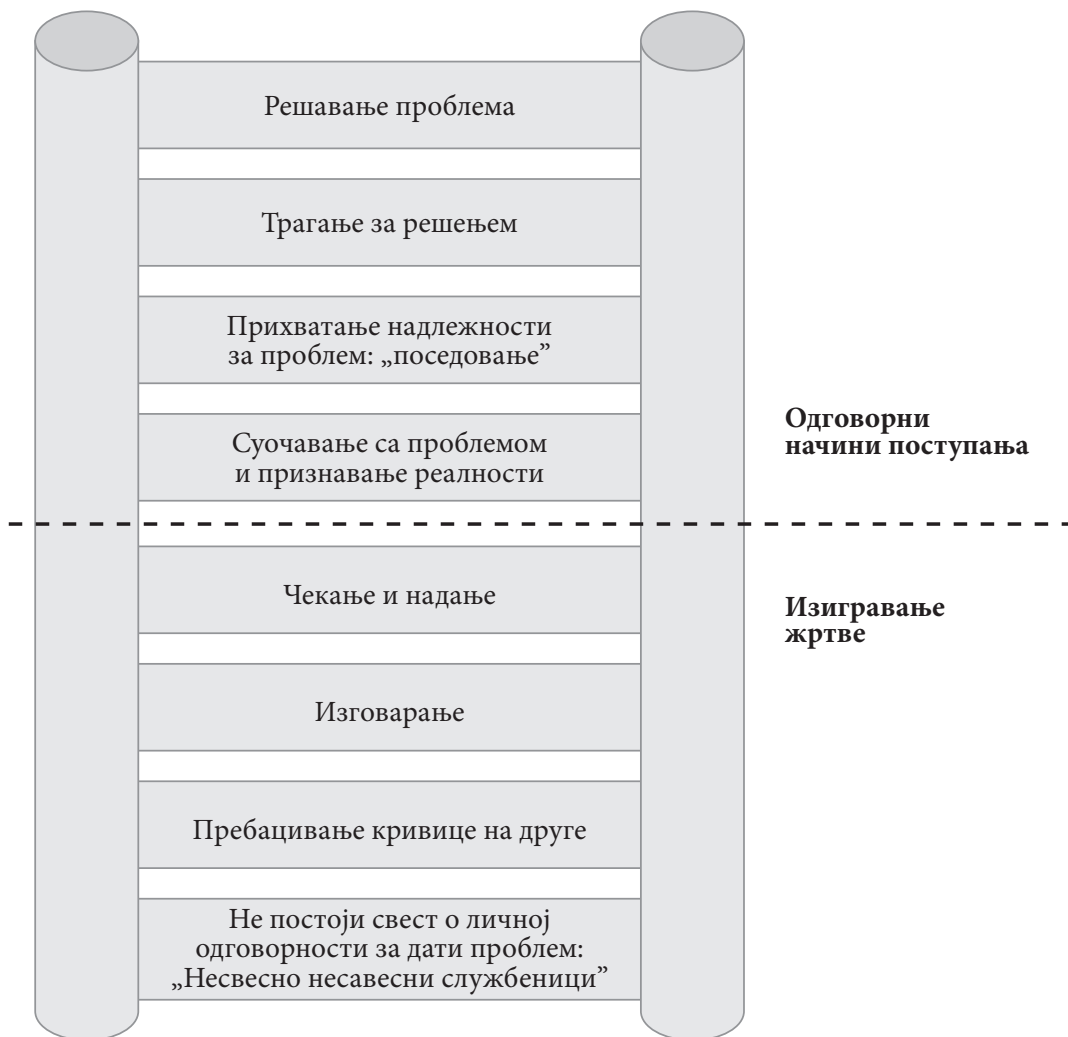 Решавање проблема
Трагање за решењем
Прихватање надлежности
за проблем: „поседовање”
Суочавање са проблемом
и признавање реалности
Одговорни
начини поступања
Чекање и надање
Изигравање
жртве
Изговарање
Пребацивање кривице на друге
Не постоји свест о личној
одговорности за дати проблем:
„Несвесно несавесни службеници”